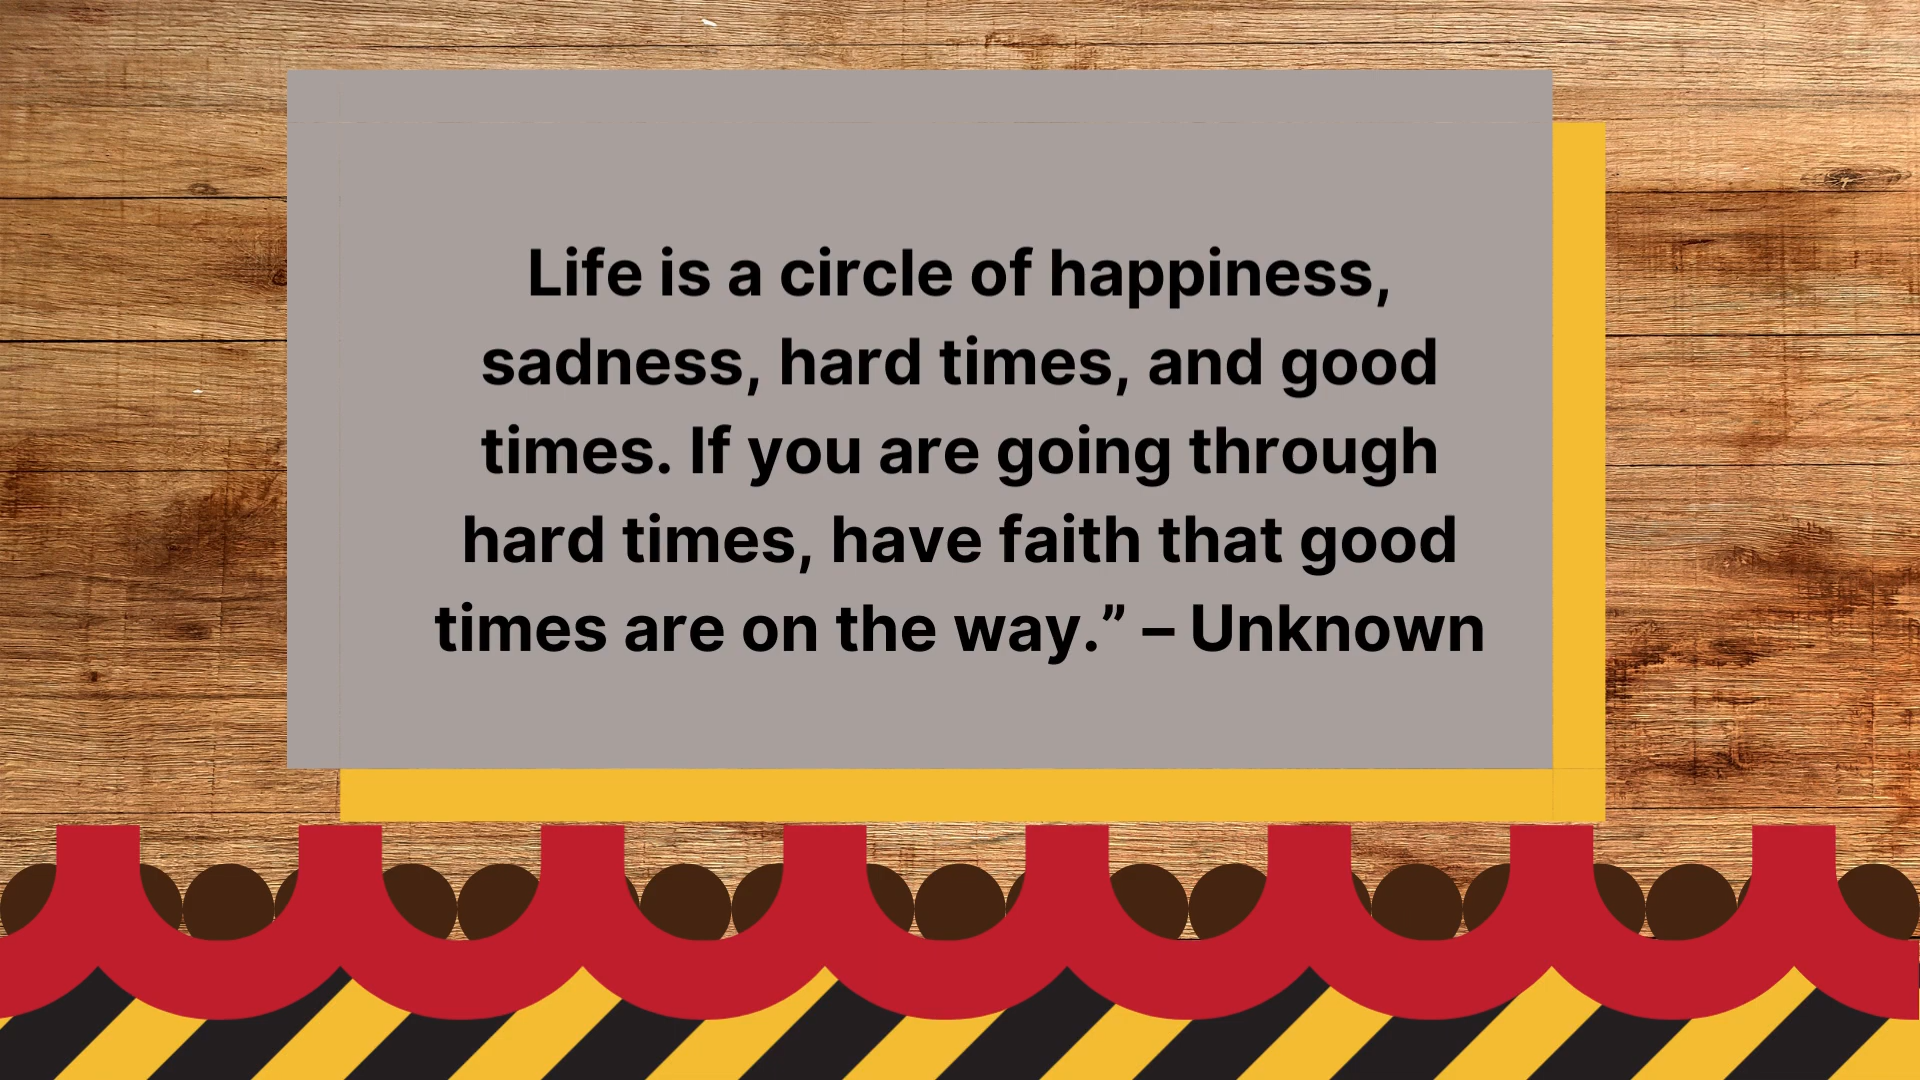 Life is a circle of happiness,
sadness, hard times, and good
times. If you are going through
hard times, have faith that good
times are on the way.” – Unknown